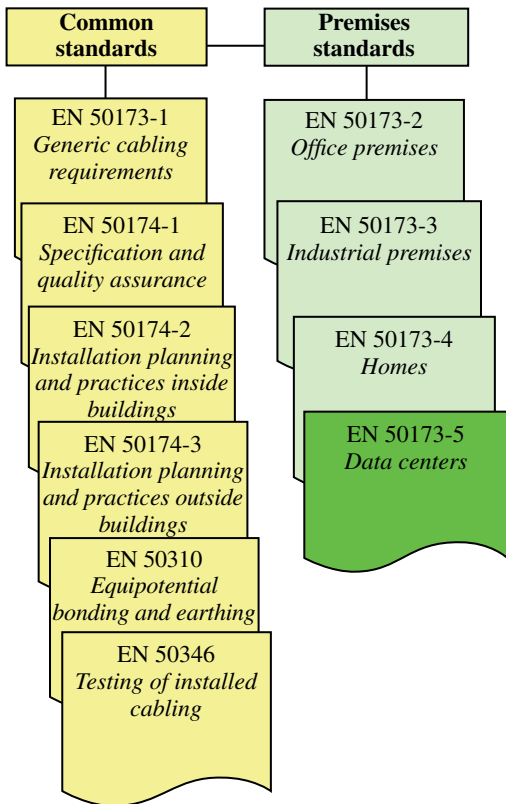 Common
standards
Premises
standards
EN 50173-1
Generic cabling
requirements
EN 50174-1
Specification and
quality assurance
EN 50174-2
Installation planning
and practices inside
buildings
EN 50174-3
Installation planning
and practices outside
buildings
EN 50310
Equipotential
bonding and earthing
EN 50346
Testing of installed
cabling
EN 50173-2
Office premises
EN 50173-3
Industrial premises
EN 50173-4
Homes
EN 50173-5
Data centers